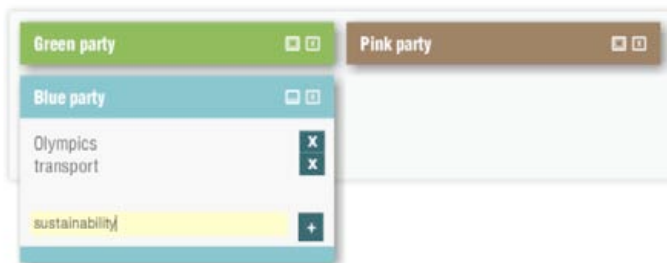 Green party
Pink party
Blue party
Olympics
X
transport
X
sustainability
+